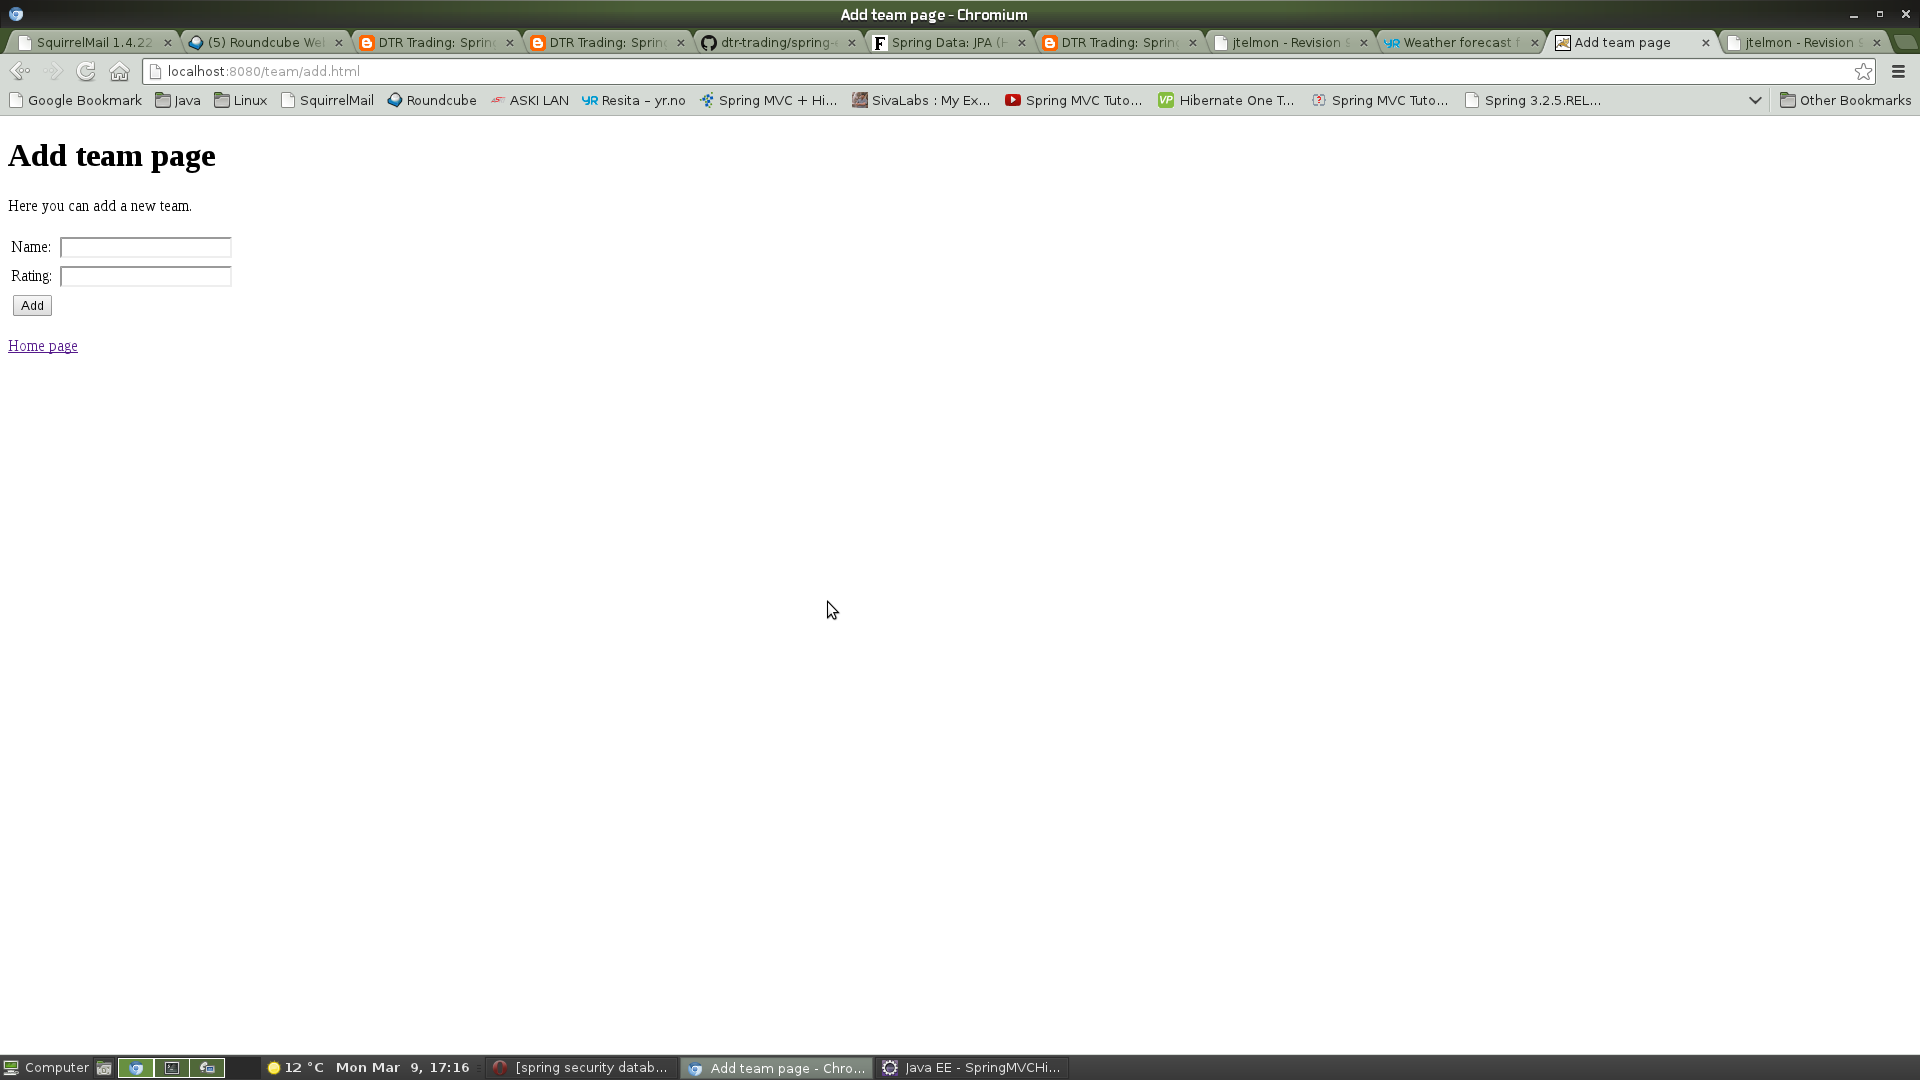 Add team page - Chromium
SquirrelMail 1.4.22 (5) Roundcube We DTR Trading: Spring DTR Trading: Spring dtr-trading/spring- Spring Data: JPA (H DTR Trading: Spring jtelmon - Revision Weather forecast f Add team page jtelmon - Revision
localhost:8080/team/add.html
Google Bookmark Java Linux SquirrelMail Roundcube ASKI LAN Resita – yr.no Spring MVC + Hi... SivaLabs : My Ex... Spring MVC Tuto... Hibernate One T... Spring MVC Tuto... Spring 3.2.5.REL... Other Bookmarks
Add team page
Here you can add a new team.
Name:
Rating:
Add
Home page
Computer 12 °C Mon Mar 9, 17:16 [spring security datab... Add team page - Chro... Java EE - SpringMVCHi...